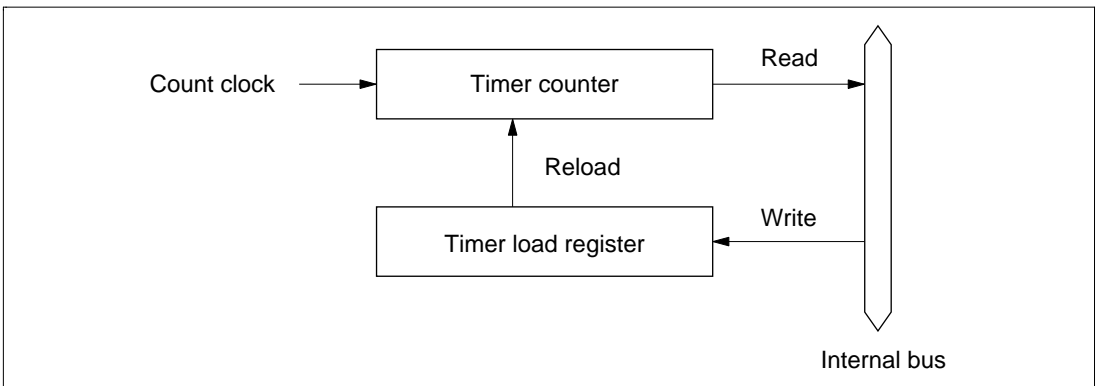 Read
Count clock
Timer counter
Reload
Write
Timer load register
Internal bus